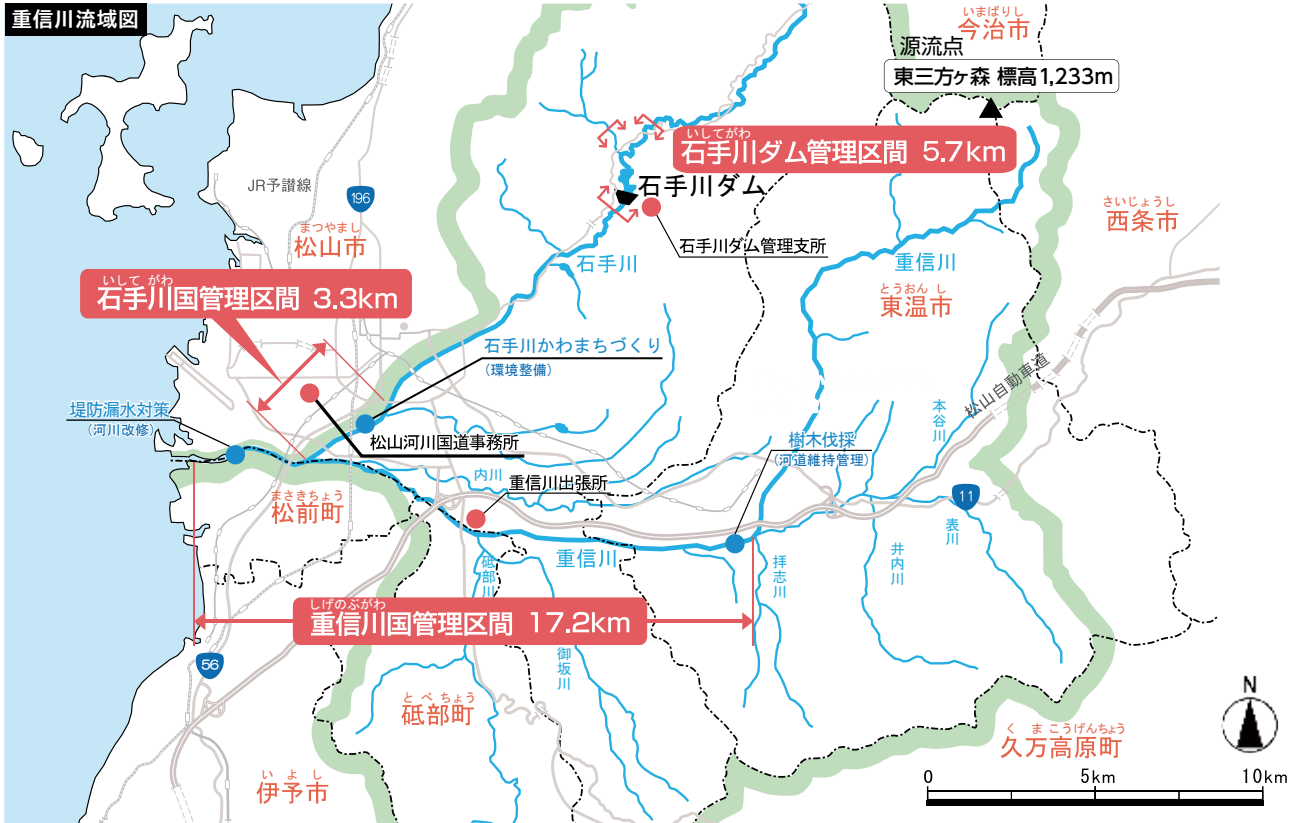 重信川流域図
いまばりし
今治市
源流点
東三方ヶ森 標高1,233m
いしてがわ
石手川ダム管理区間 5.7km
JR予讃線
196
石手川ダム
さいじょうし
西条市
まつやまし
松山市
石手川ダム管理支所
石手川
重信川
いして がわ
石手川国管理区間 3.3km
とうおん し
東温市
石手川かわまちづくり
(環境整備)
松山自動車道
堤防漏水対策
(河川改修)
本谷川
松山河川国道事務所
樹木伐採
(河道維持管理)
内川
重信川出張所
まさきちょう
松前町
11
表川
重信川
砥部川
拝志川
井内川
しげのぶがわ
重信川国管理区間 17.2km
56
御坂川
と べ ちょう
砥部町
N
く ま こうげんちょう
久万高原町
い よ し
伊予市
0
5km
10km